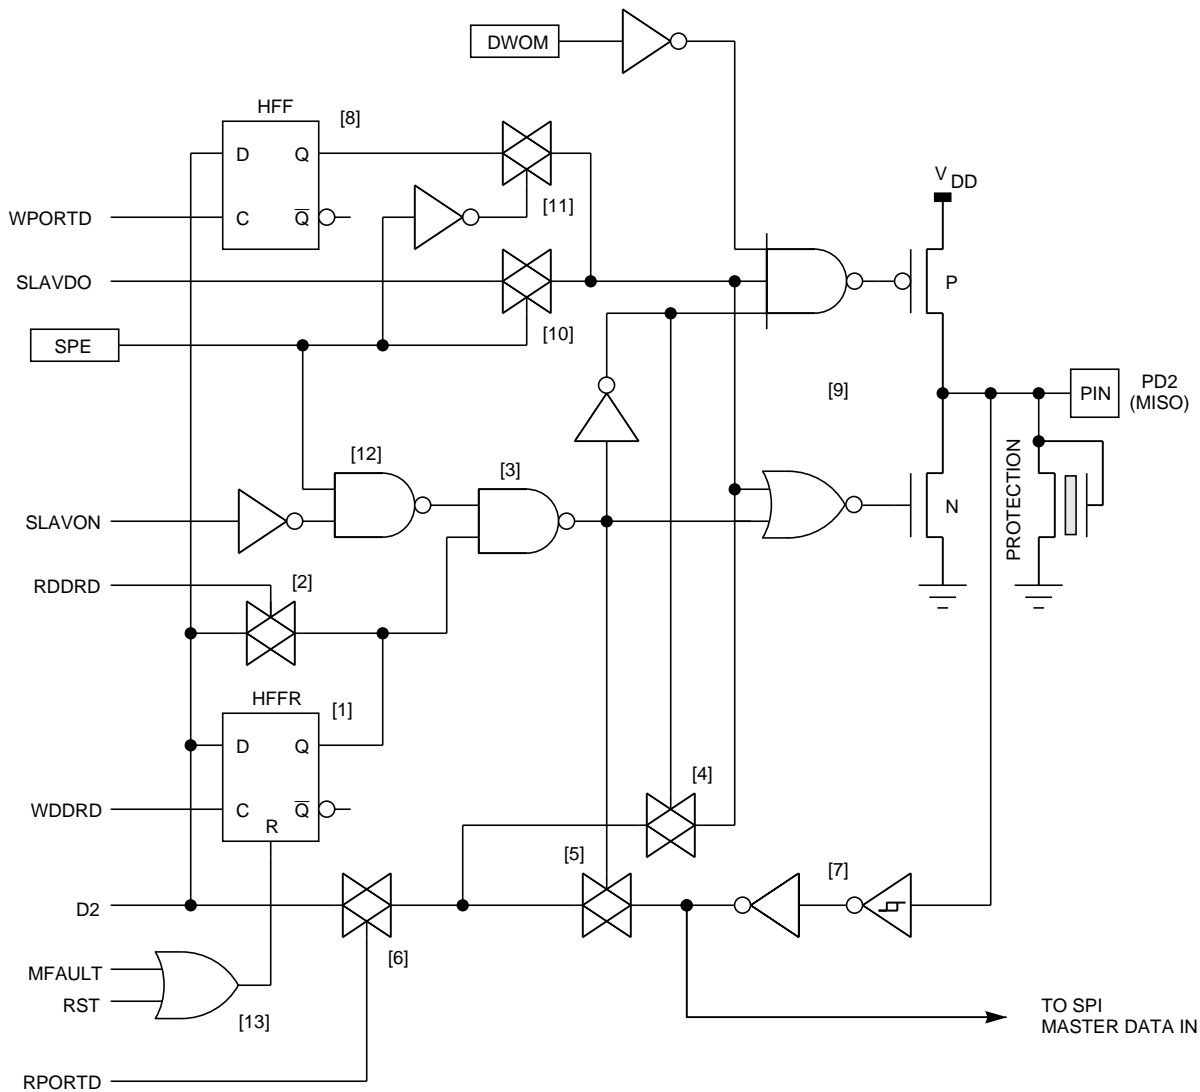 DWOM
HFF
[8]
D
Q
V DD
WPORTD
C
Q
[11]
SLAVDO
P
[10]
SPE
[9]
PIN
PD2
(MISO)
[12]
[3]
PROTECTION
SLAVON
N
RDDRD
[2]
HFFR
[1]
D
Q
[4]
WDDRD
C
Q
R
[5]
[7]
D2
[6]
MFAULT
RST
[13]
TO SPI
MASTER DATA IN
RPORTD